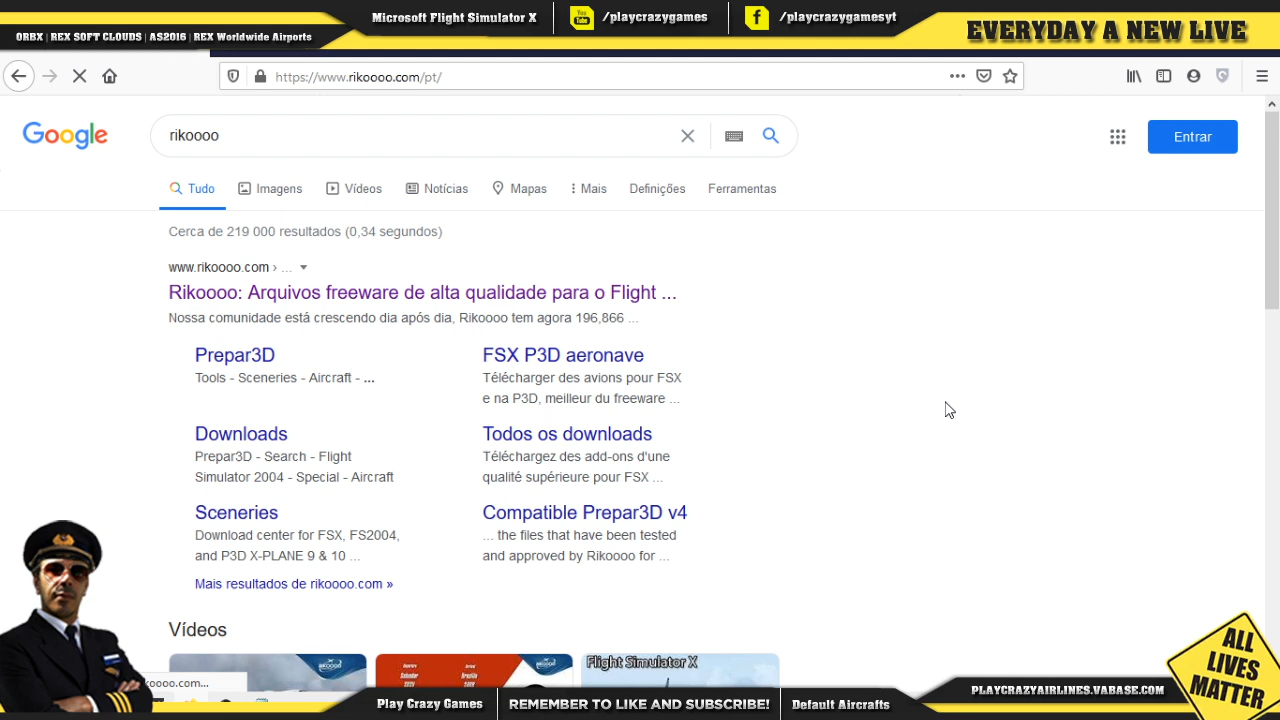 Microsoft Flight Simulator X
You Tube
/playcrazygames
/playcrazygamesyt
EVERYDAY A NEW LIVE
ORBX | REX SOFT CLOUDS | AS2016 | REX Worldwide Airports
https://www.rikoooo.com/pt/
Google
rikoooo
Entrar
Tudo
Imagens
Vídeos
Notícias
Mapas
Mais
Definições
Ferramentas
Cerca de 219 000 resultados (0,34 segundos)
www.rikoooo.com › ...
Rikoooo: Arquivos freeware de alta qualidade para o Flight ...
Nossa comunidade está crescendo dia após dia, Rikoooo tem agora 196,866 ...
Prepar3D
Tools - Sceneries - Aircraft - ...
FSX P3D aeronave
Télécharger des avions pour FSX
e na P3D, meilleur du freeware ...
Downloads
Prepar3D - Search - Flight
Simulator 2004 - Special - Aircraft
Todos os downloads
Téléchargez des add-ons d'une
qualité supérieure pour FSX ...
Sceneries
Download center for FSX, FS2004,
and P3D X-PLANE 9 & 10 ...
Compatible Prepar3D v4
... the files that have been tested
and approved by Rikoooo for ...
Mais resultados de rikoooo.com »
Vídeos
Flight Simulator X
koooo.com...
ALL
LIVES
MATTER
PLAYCRAZYAIRLINES.VABASE.COM
Play Crazy Games
REMEMBER TO LIKE AND SUBSCRIBE!
Default Aircrafts